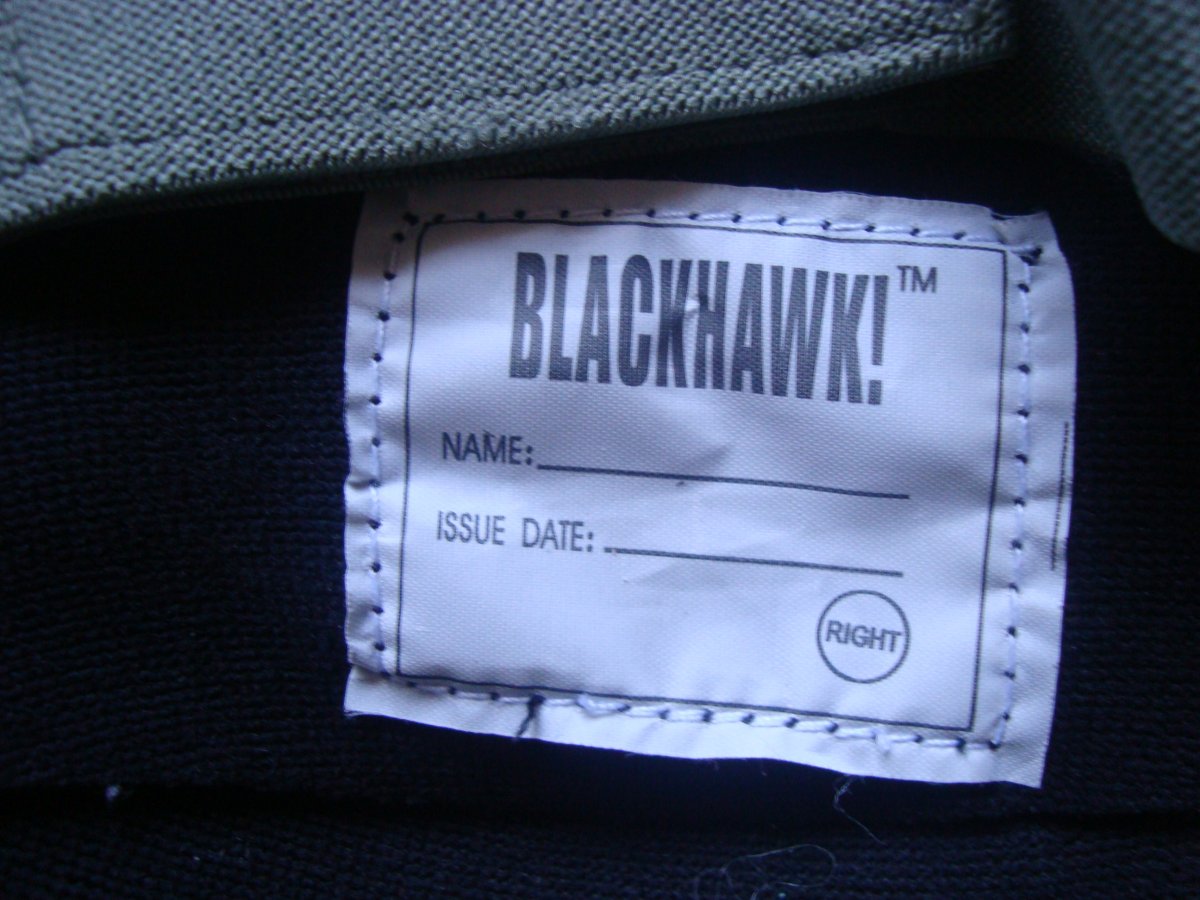 BLACKHAWK!™
NAME:
ISSUE DATE:
RIGHT